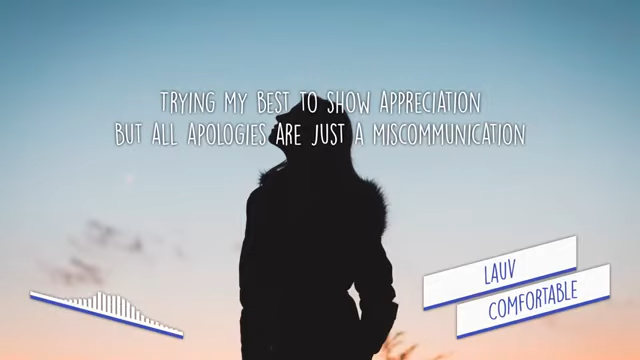 TRYING MY BEST TO SHOW APPRECIATION
BUT ALL APOLOGIES ARE JUST A MISCOMMUNICATION
LAUV
COMFORTABLE